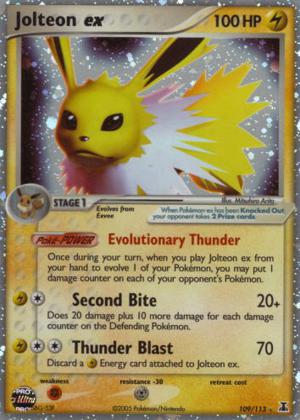 Jolteon ex 100 HP
Illus. Mitsuhiro Arita
STAGE 1
Evolves from
Eevee
When Pokémon-ex has been Knocked Out
your opponent takes 2 Prize cards.
POKé-POWER Evolutionary Thunder
Once during your turn, when you play Jolteon ex from
your hand to evolve 1 of your Pokémon, you may put 1
damage counter on each of your opponent's Pokémon.
Second Bite 20+
Does 20 damage plus 10 more damage for each damage
counter on the Defending Pokémon.
Thunder Blast 70
Discard a Energy card attached to Jolteon ex.
weakness resistance -30 retreat cost
PRO
Ultra
PRO
©2005 Pokémon/Nintendo 109/113